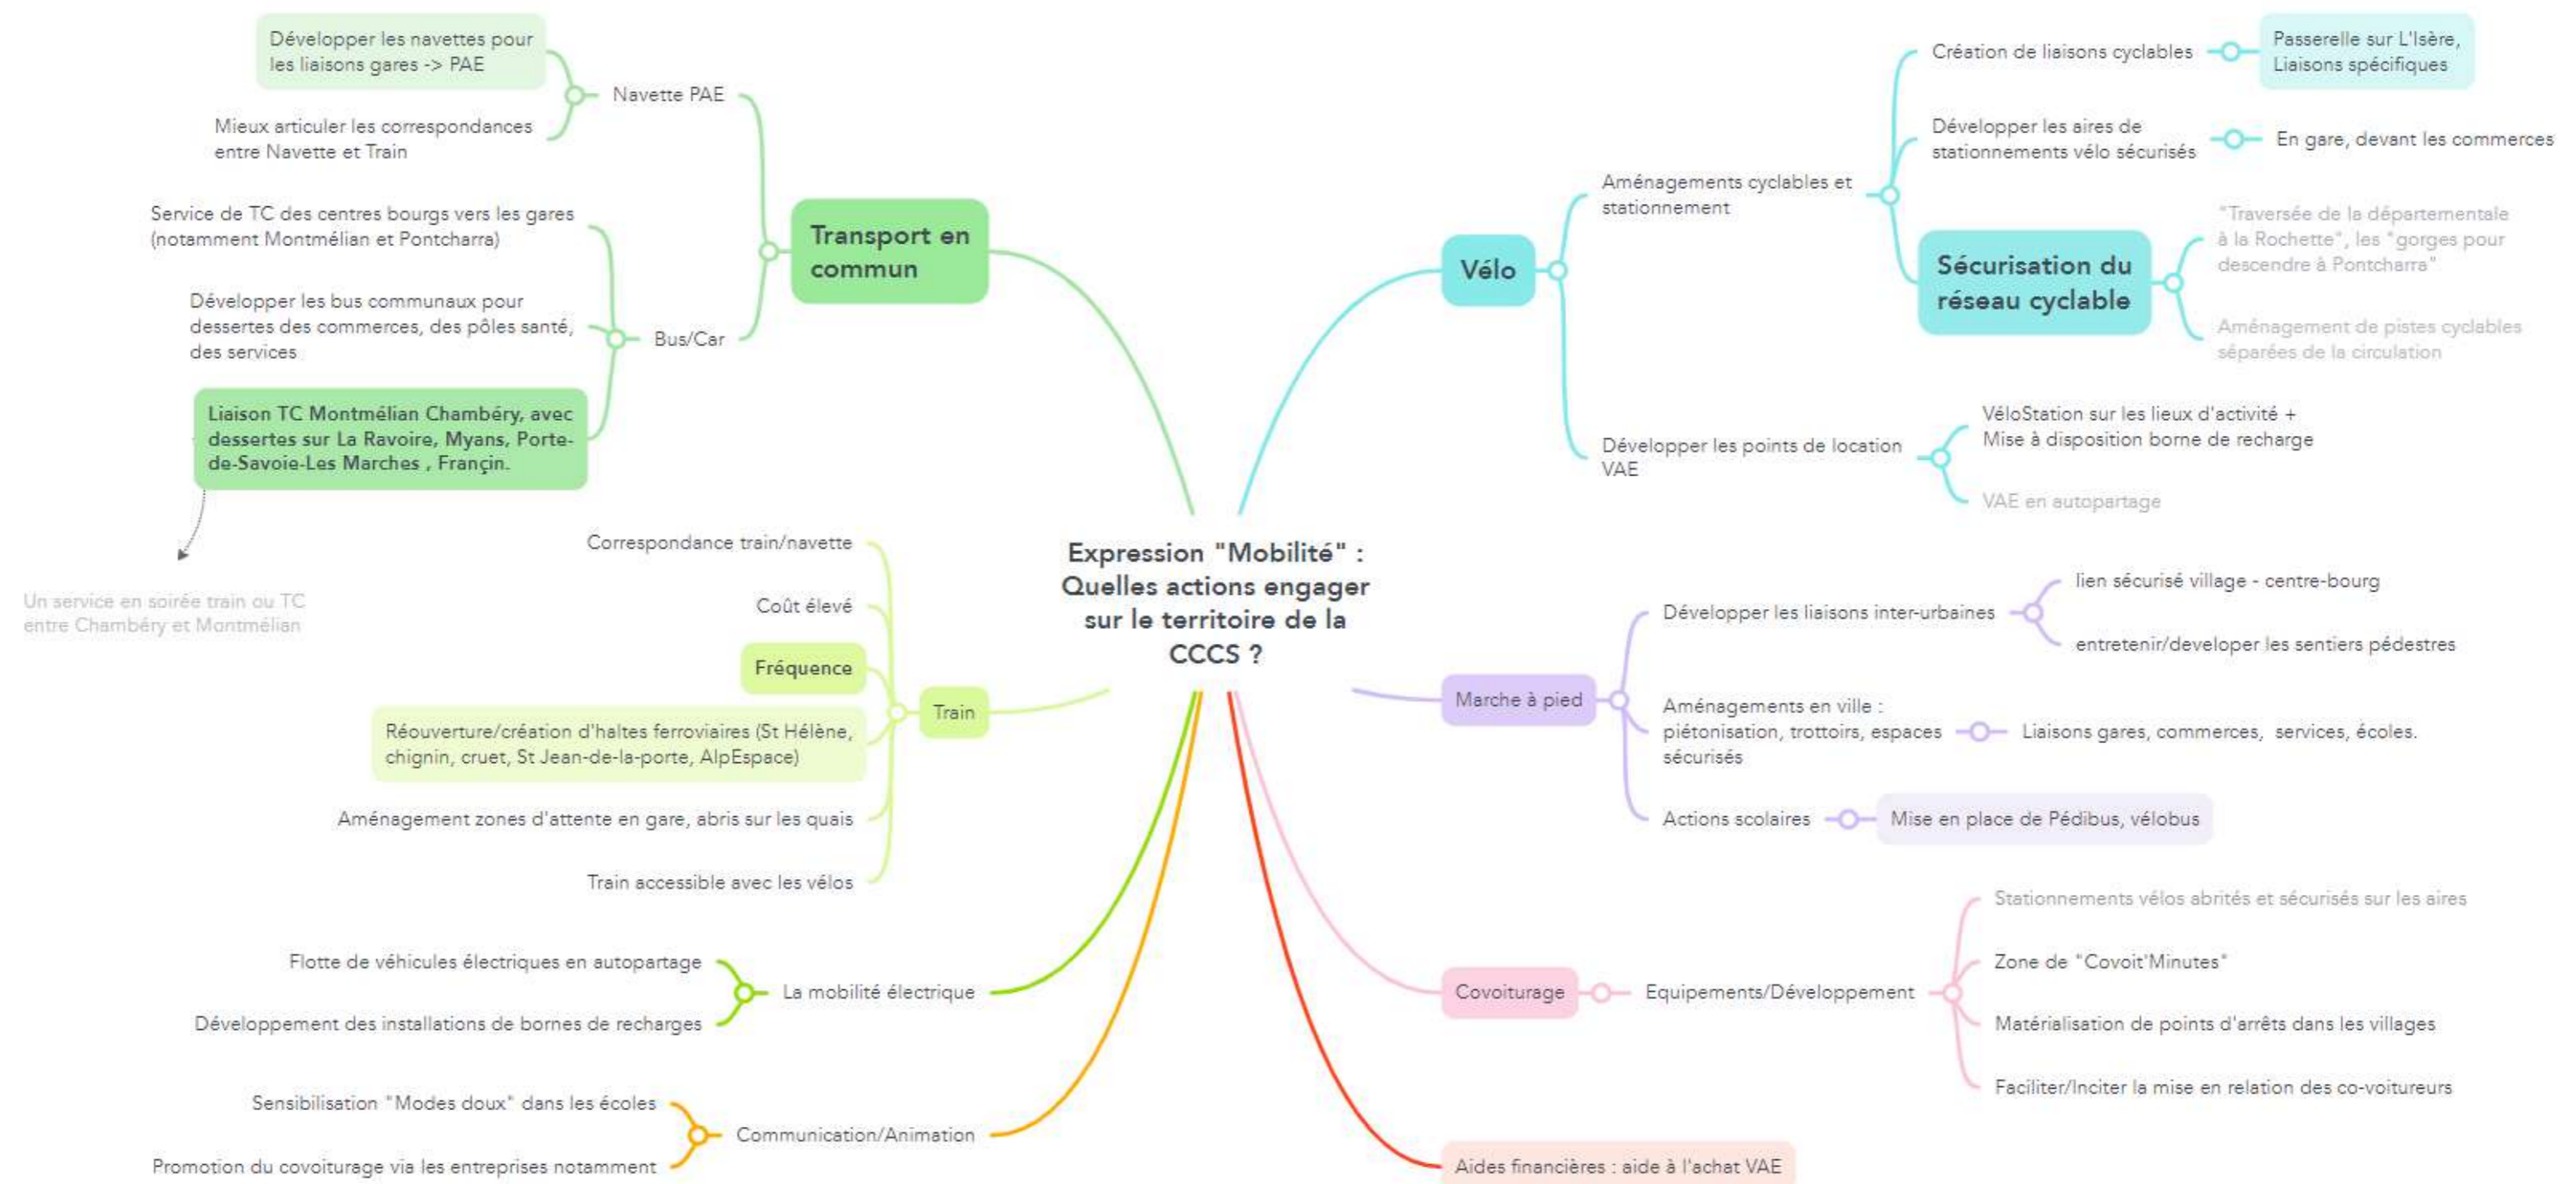 Expression "Mobilité" :
Quelles actions engager
sur le territoire de la
CCCS ?
Transport en
commun
Navette PAE
Développer les navettes pour
les liaisons gares -> PAE
Mieux articuler les correspondances
entre Navette et Train
Bus/Car
Service de TC des centres bourgs vers les gares
(notamment Montmélian et Pontcharra)
Développer les bus communaux pour
dessertes des commerces, des pôles santé,
des services
Liaison TC Montmélian Chambéry, avec
dessertes sur La Ravoire, Myans, Porte-
de-Savoie-Les Marches , Françin.
Un service en soirée train ou TC
entre Chambéry et Montmélian
Train
Correspondance train/navette
Coût élevé
Fréquence
Réouverture/création d'haltes ferroviaires (St Hélène,
chignin, cruet, St Jean-de-la-porte, AlpEspace)
Aménagement zones d'attente en gare, abris sur les quais
Train accessible avec les vélos
La mobilité électrique
Flotte de véhicules électriques en autopartage
Développement des installations de bornes de recharges
Communication/Animation
Sensibilisation "Modes doux" dans les écoles
Promotion du covoiturage via les entreprises notamment
Vélo
Aménagements cyclables et
stationnement
Création de liaisons cyclables
Passerelle sur L'Isère,
Liaisons spécifiques
Développer les aires de
stationnements vélo sécurisés
En gare, devant les commerces
Sécurisation du
réseau cyclable
"Traversée de la départementale
à la Rochette", les "gorges pour
descendre à Pontcharra"
Aménagement de pistes cyclables
séparées de la circulation
Développer les points de location
VAE
VéloStation sur les lieux d'activité +
Mise à disposition borne de recharge
VAE en autopartage
Marche à pied
Développer les liaisons inter-urbaines
lien sécurisé village - centre-bourg
entretenir/developer les sentiers pédestres
Aménagements en ville :
piétonisation, trottoirs, espaces
sécurisés
Liaisons gares, commerces, services, écoles.
Actions scolaires
Mise en place de Pédibus, vélobus
Covoiturage
Equipements/Développement
Stationnements vélos abrités et sécurisés sur les aires
Zone de "Covoit'Minutes"
Matérialisation de points d'arrêts dans les villages
Faciliter/Inciter la mise en relation des co-voitureurs
Aides financières : aide à l'achat VAE